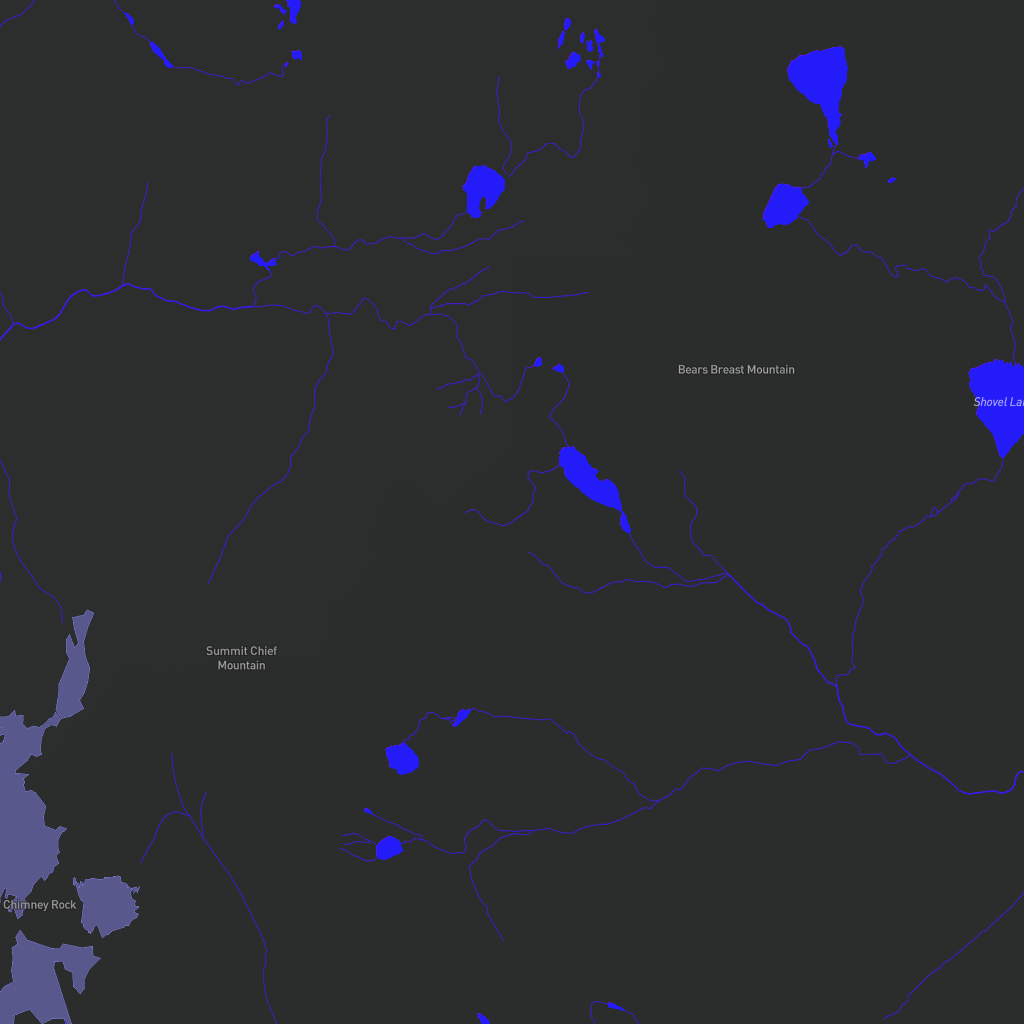 Bears Breast Mountain
Shovel La
Summit Chief
Mountain
Chimney Rock